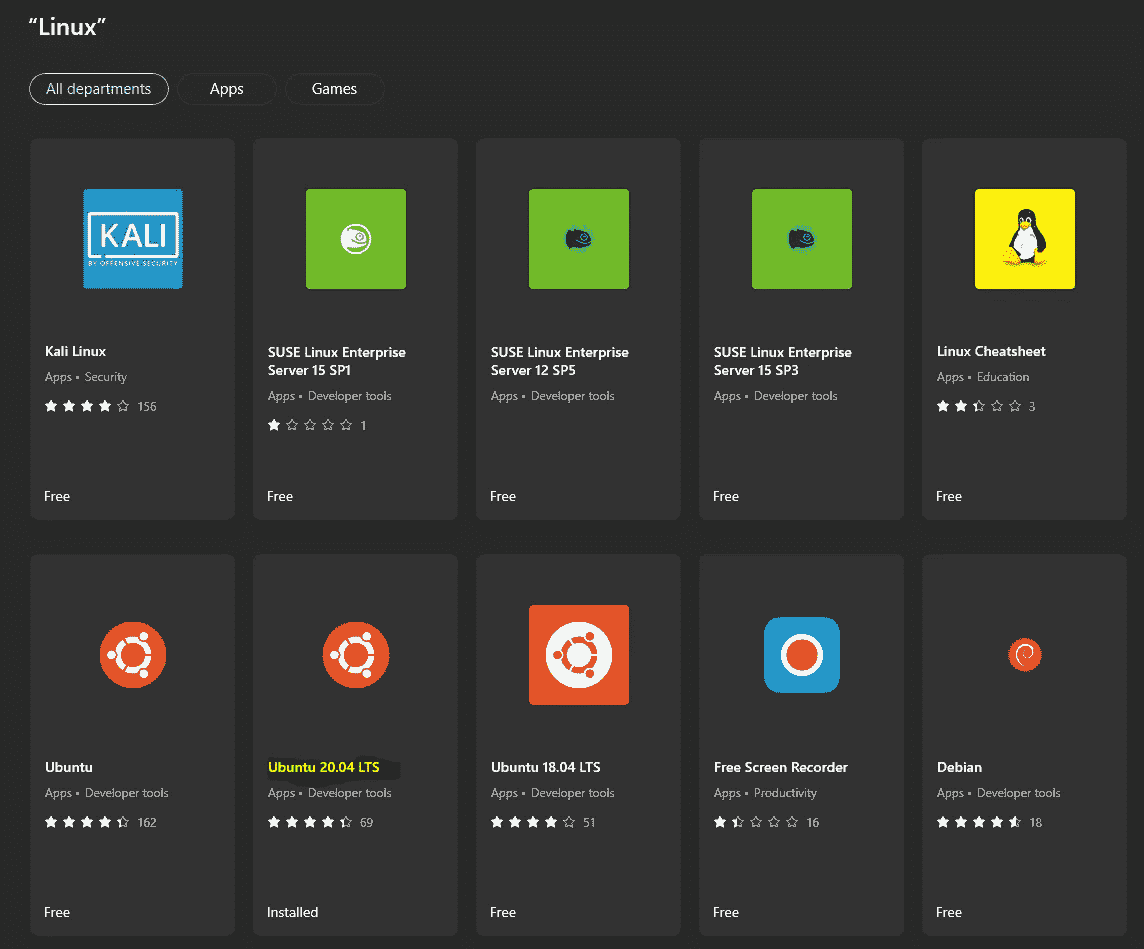 “Linux”
All departments
Apps
Games
KALI
BY OFFENSIVE SECURITY
Kali Linux
Apps • Security
156
Free
SUSE Linux Enterprise
Server 15 SP1
Apps • Developer tools
1
Free
SUSE Linux Enterprise
Server 12 SP5
Apps • Developer tools
Free
SUSE Linux Enterprise
Server 15 SP3
Apps • Developer tools
Free
Linux Cheatsheet
Apps • Education
3
Free
Ubuntu
Apps • Developer tools
162
Free
Ubuntu 20.04 LTS
Apps • Developer tools
69
Installed
Ubuntu 18.04 LTS
Apps • Developer tools
51
Free
Free Screen Recorder
Apps • Productivity
16
Free
Debian
Apps • Developer tools
18
Free